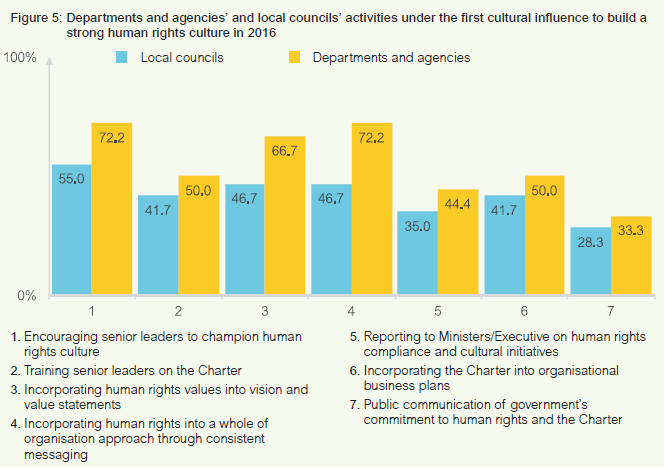 Figure 5: Departments and agencies' and local councils' activities under the first cultural influence to build a
strong human rights culture in 2016
100%
Local councils
Departments and agencies
55.0
72.2
41.7
50.0
46.7
66.7
46.7
72.2
35.0
44.4
41.7
50.0
28.3
33.3
0%
1
2
3
4
5
6
7
1. Encouraging senior leaders to champion human
rights culture
2. Training senior leaders on the Charter
3. Incorporating human rights values into vision and
value statements
4. Incorporating human rights into a whole of
organisation approach through consistent
messaging
5. Reporting to Ministers/Executive on human rights
compliance and cultural initiatives
6. Incorporating the Charter into organisational
business plans
7. Public communication of government's
commitment to human rights and the Charter